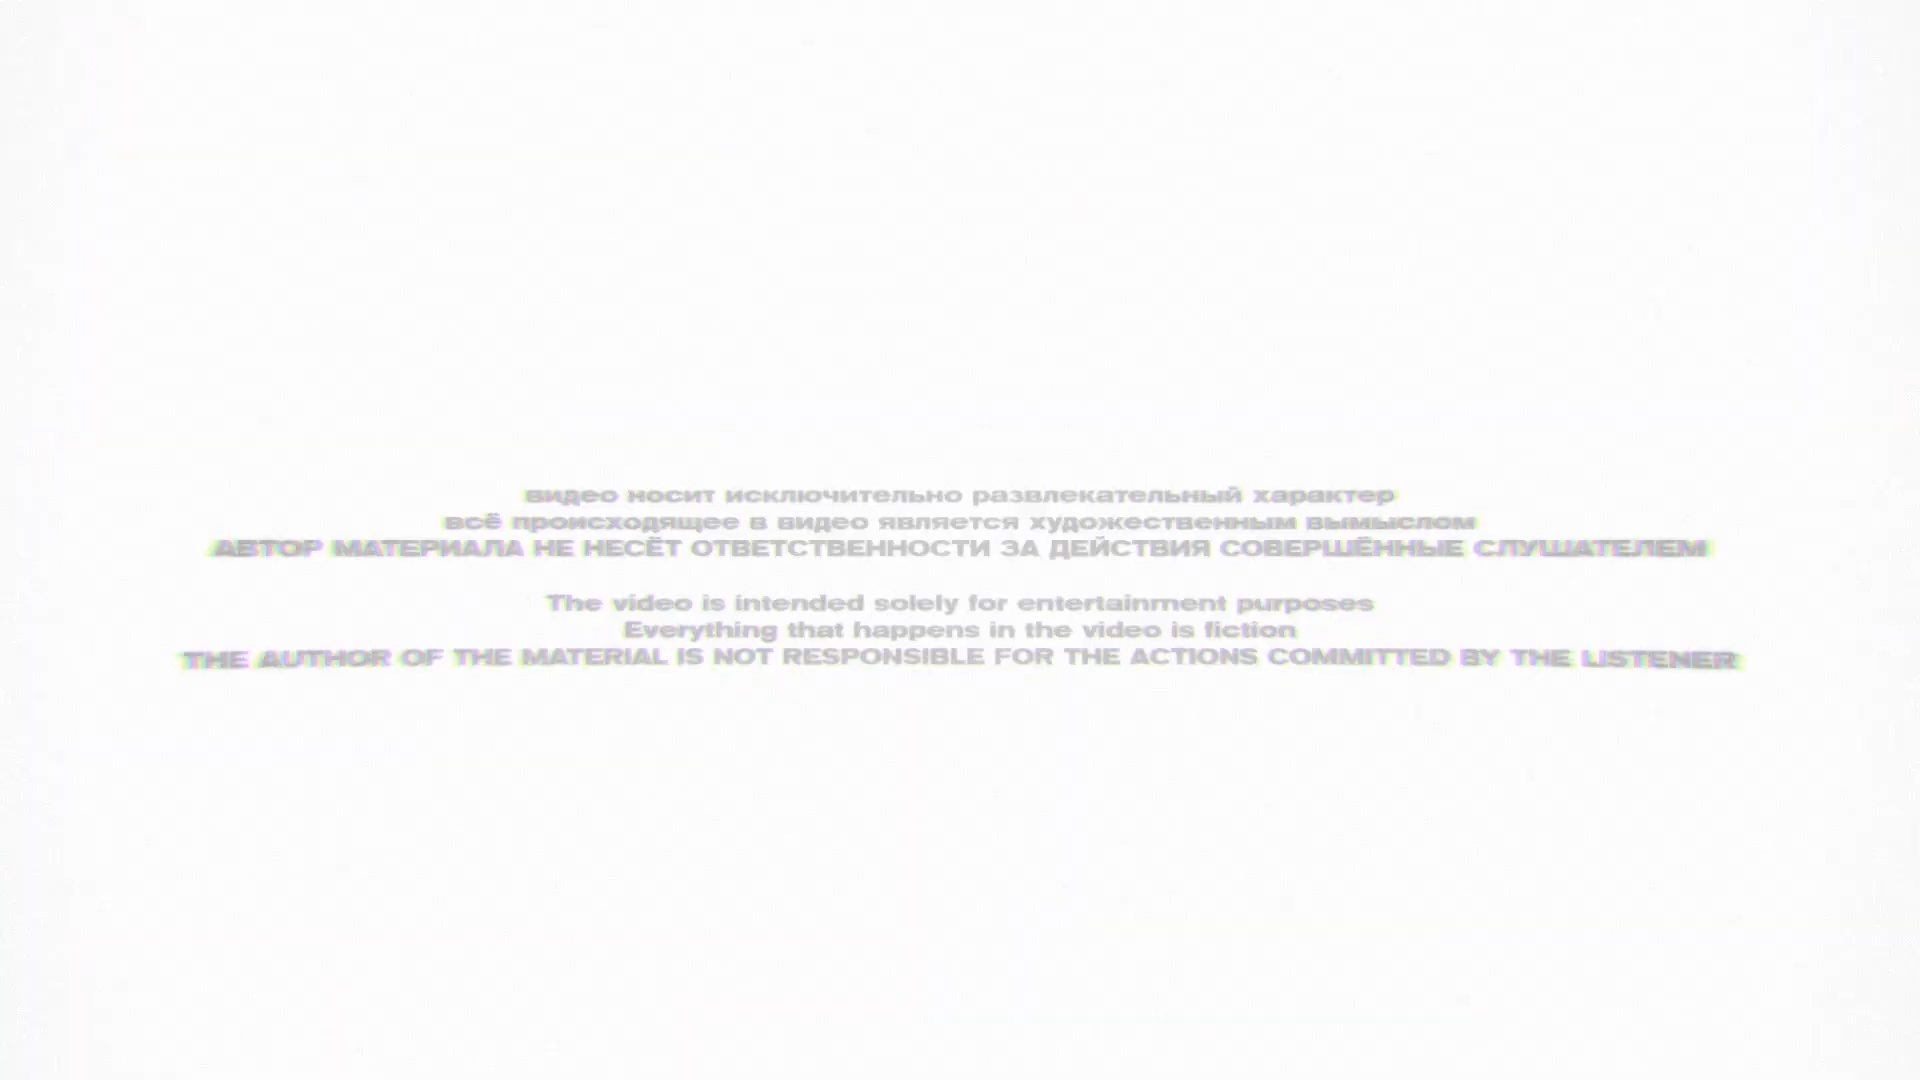 видео носит исключительно развлекательный характер
всё происходящее в видео является художественным вымыслом
АВТОР МАТЕРИАЛА НЕ НЕСЁТ ОТВЕТСТВЕННОСТИ ЗА ДЕЙСТВИЯ СОВЕРШЁННЫЕ СЛУШАТЕЛЕМ
The video is intended solely for entertainment purposes
Everything that happens in the video is fiction
THE AUTHOR OF THE MATERIAL IS NOT RESPONSIBLE FOR THE ACTIONS COMMITTED BY THE LISTENER